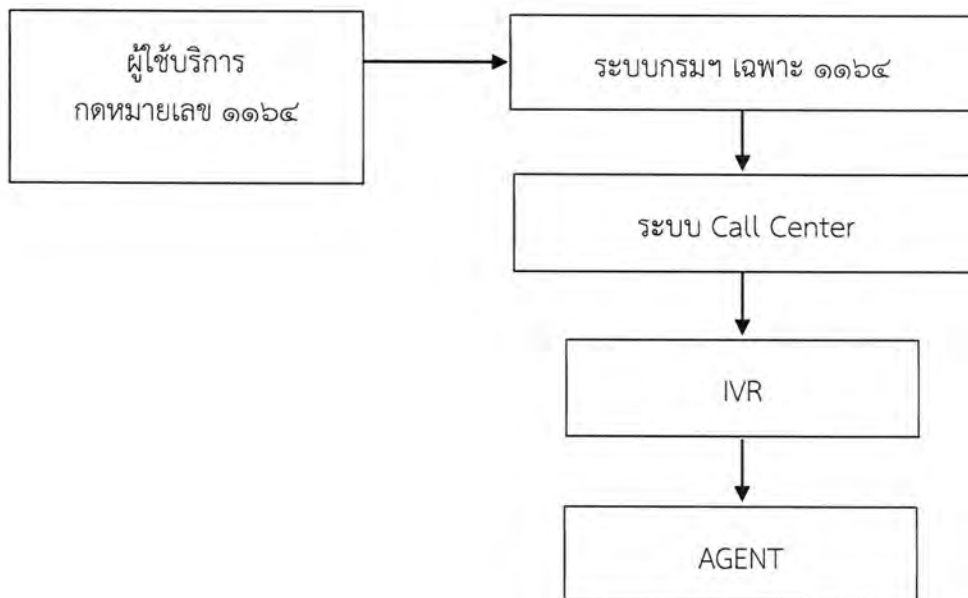 ผู้ใช้บริการ
กดหมายเลข ๑๑๖๔
ระบบกรมฯ เฉพาะ ๑๑๖๔
ระบบ Call Center
IVR
AGENT